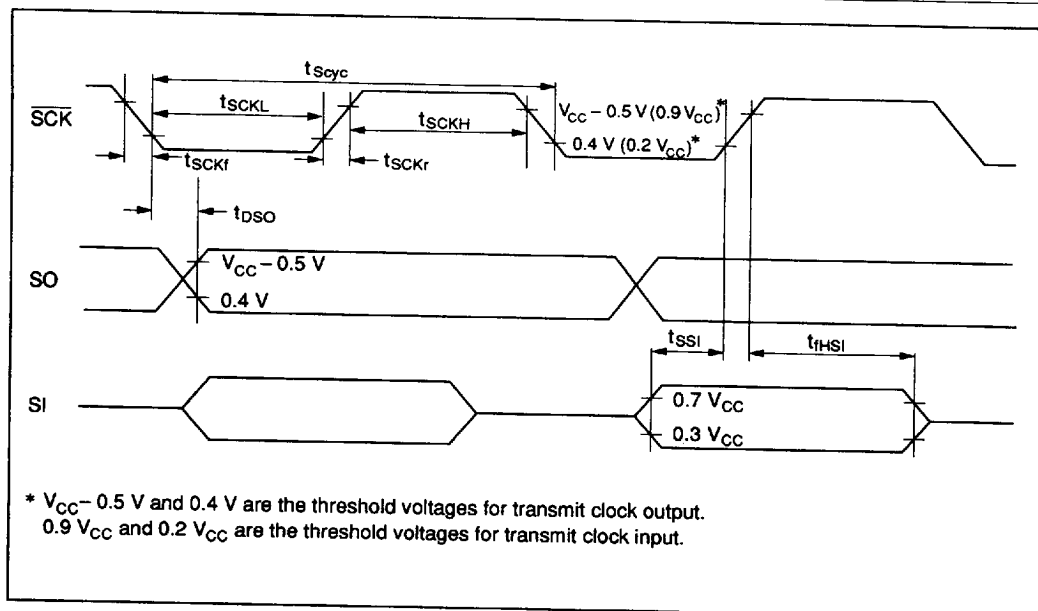 tScyc
SCK
tSCKL
tSCKH
VCC – 0.5 V (0.9 VCC)*
0.4 V (0.2 VCC)*
tSCKf
tSCKr
tDSO
SO
VCC – 0.5 V
0.4 V
tSSI
tfHSI
SI
0.7 VCC
0.3 VCC
* VCC – 0.5 V and 0.4 V are the threshold voltages for transmit clock output.
0.9 VCC and 0.2 VCC are the threshold voltages for transmit clock input.